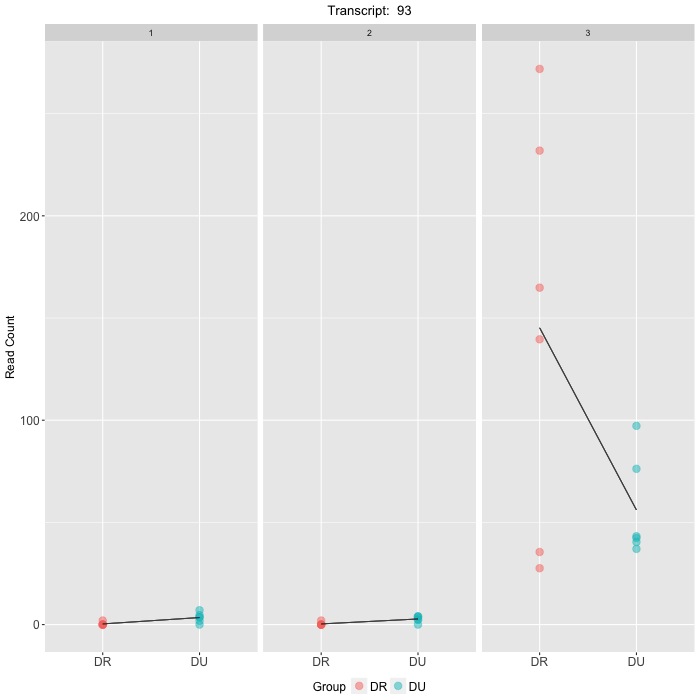 Transcript:  93
1 2 3
Read Count
200
100
0
DR DU DR DU DR DU
Group DR DU